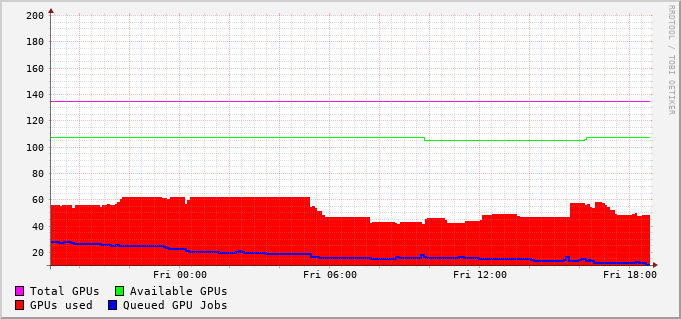 200
180
160
140
120
100
80
60
40
20
Fri 00:00 Fri 06:00 Fri 12:00 Fri 18:00
Total GPUs Available GPUs
GPUs used Queued GPU Jobs
RRDTOOL / TOBI OETIKER